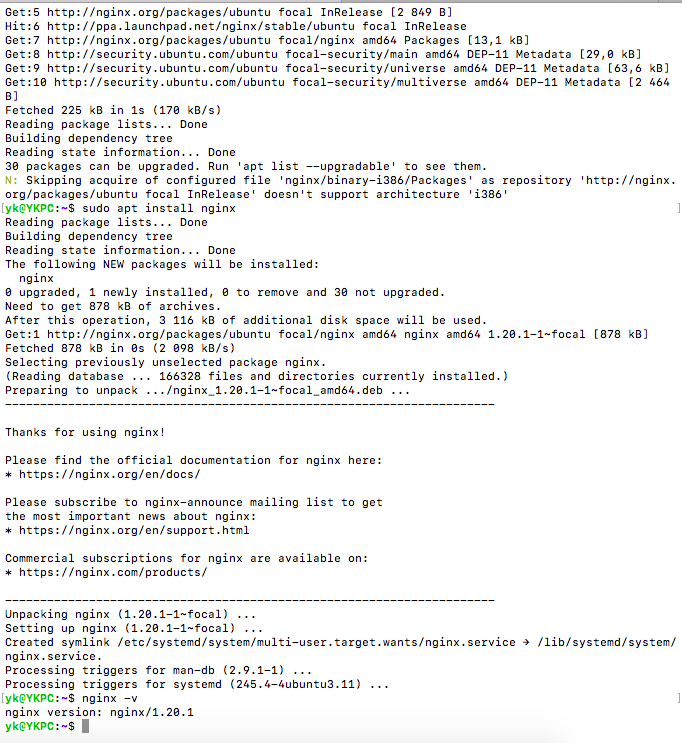 Get:5 http://nginx.org/packages/ubuntu focal InRelease [2 849 B]
Hit:6 http://ppa.launchpad.net/nginx/stable/ubuntu focal InRelease
Get:7 http://nginx.org/packages/ubuntu focal/nginx amd64 Packages [13,1 kB]
Get:8 http://security.ubuntu.com/ubuntu focal-security/main amd64 DEP-11 Metadata [29,0 kB]
Get:9 http://security.ubuntu.com/ubuntu focal-security/universe amd64 DEP-11 Metadata [63,6 kB]
Get:10 http://security.ubuntu.com/ubuntu focal-security/multiverse amd64 DEP-11 Metadata [2 464
B]
Fetched 225 kB in 1s (170 kB/s)
Reading package lists... Done
Building dependency tree
Reading state information... Done
30 packages can be upgraded. Run 'apt list --upgradable' to see them.
N: Skipping acquire of configured file 'nginx/binary-i386/Packages' as repository 'http://nginx.
org/packages/ubuntu focal InRelease' doesn't support architecture 'i386'
[yk@YKPC:~$ sudo apt install nginx ]
Reading package lists... Done
Building dependency tree
Reading state information... Done
The following NEW packages will be installed:
  nginx
0 upgraded, 1 newly installed, 0 to remove and 30 not upgraded.
Need to get 878 kB of archives.
After this operation, 3 116 kB of additional disk space will be used.
Get:1 http://nginx.org/packages/ubuntu focal/nginx amd64 nginx amd64 1.20.1-1~focal [878 kB]
Fetched 878 kB in 0s (2 098 kB/s)
Selecting previously unselected package nginx.
(Reading database ... 166328 files and directories currently installed.)
Preparing to unpack .../nginx_1.20.1-1~focal_amd64.deb ...
----------------------------------------------------------------------
Thanks for using nginx!
Please find the official documentation for nginx here:
* https://nginx.org/en/docs/
Please subscribe to nginx-announce mailing list to get
the most important news about nginx:
* https://nginx.org/en/support.html
Commercial subscriptions for nginx are available on:
* https://nginx.com/products/
----------------------------------------------------------------------
Unpacking nginx (1.20.1-1~focal) ...
Setting up nginx (1.20.1-1~focal) ...
Created symlink /etc/systemd/system/multi-user.target.wants/nginx.service → /lib/systemd/system/
nginx.service.
Processing triggers for man-db (2.9.1-1) ...
Processing triggers for systemd (245.4-4ubuntu3.11) ...
[yk@YKPC:~$ nginx -v ]
nginx version: nginx/1.20.1
yk@YKPC:~$